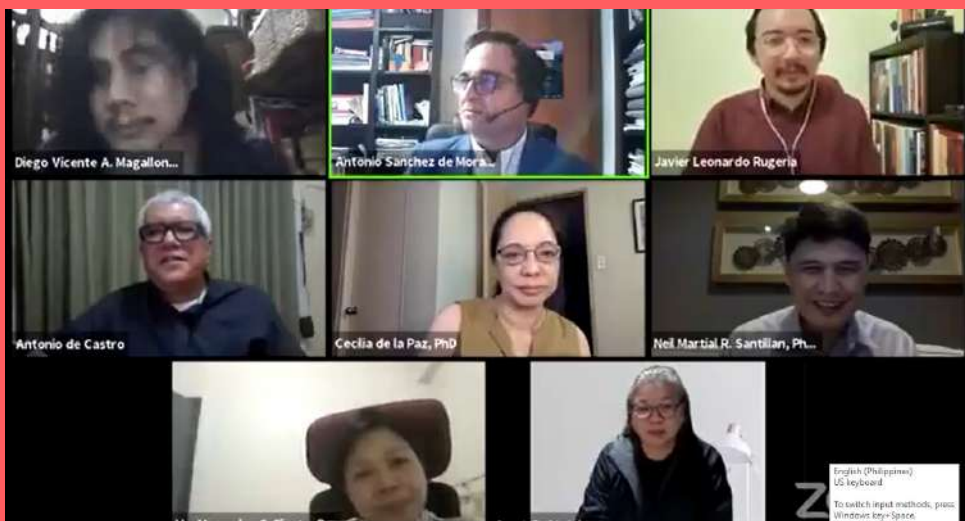 Diego Vicente A. Magallon...
Antonio Sanchez de Mora...
Javier Leonardo Rugeria
Antonio de Castro
Cecilia de la Paz, PhD
Neil Martial R. Santillan, Ph...
English (Philippines)
US keyboard
To switch input methods, press
Windows key+Space.